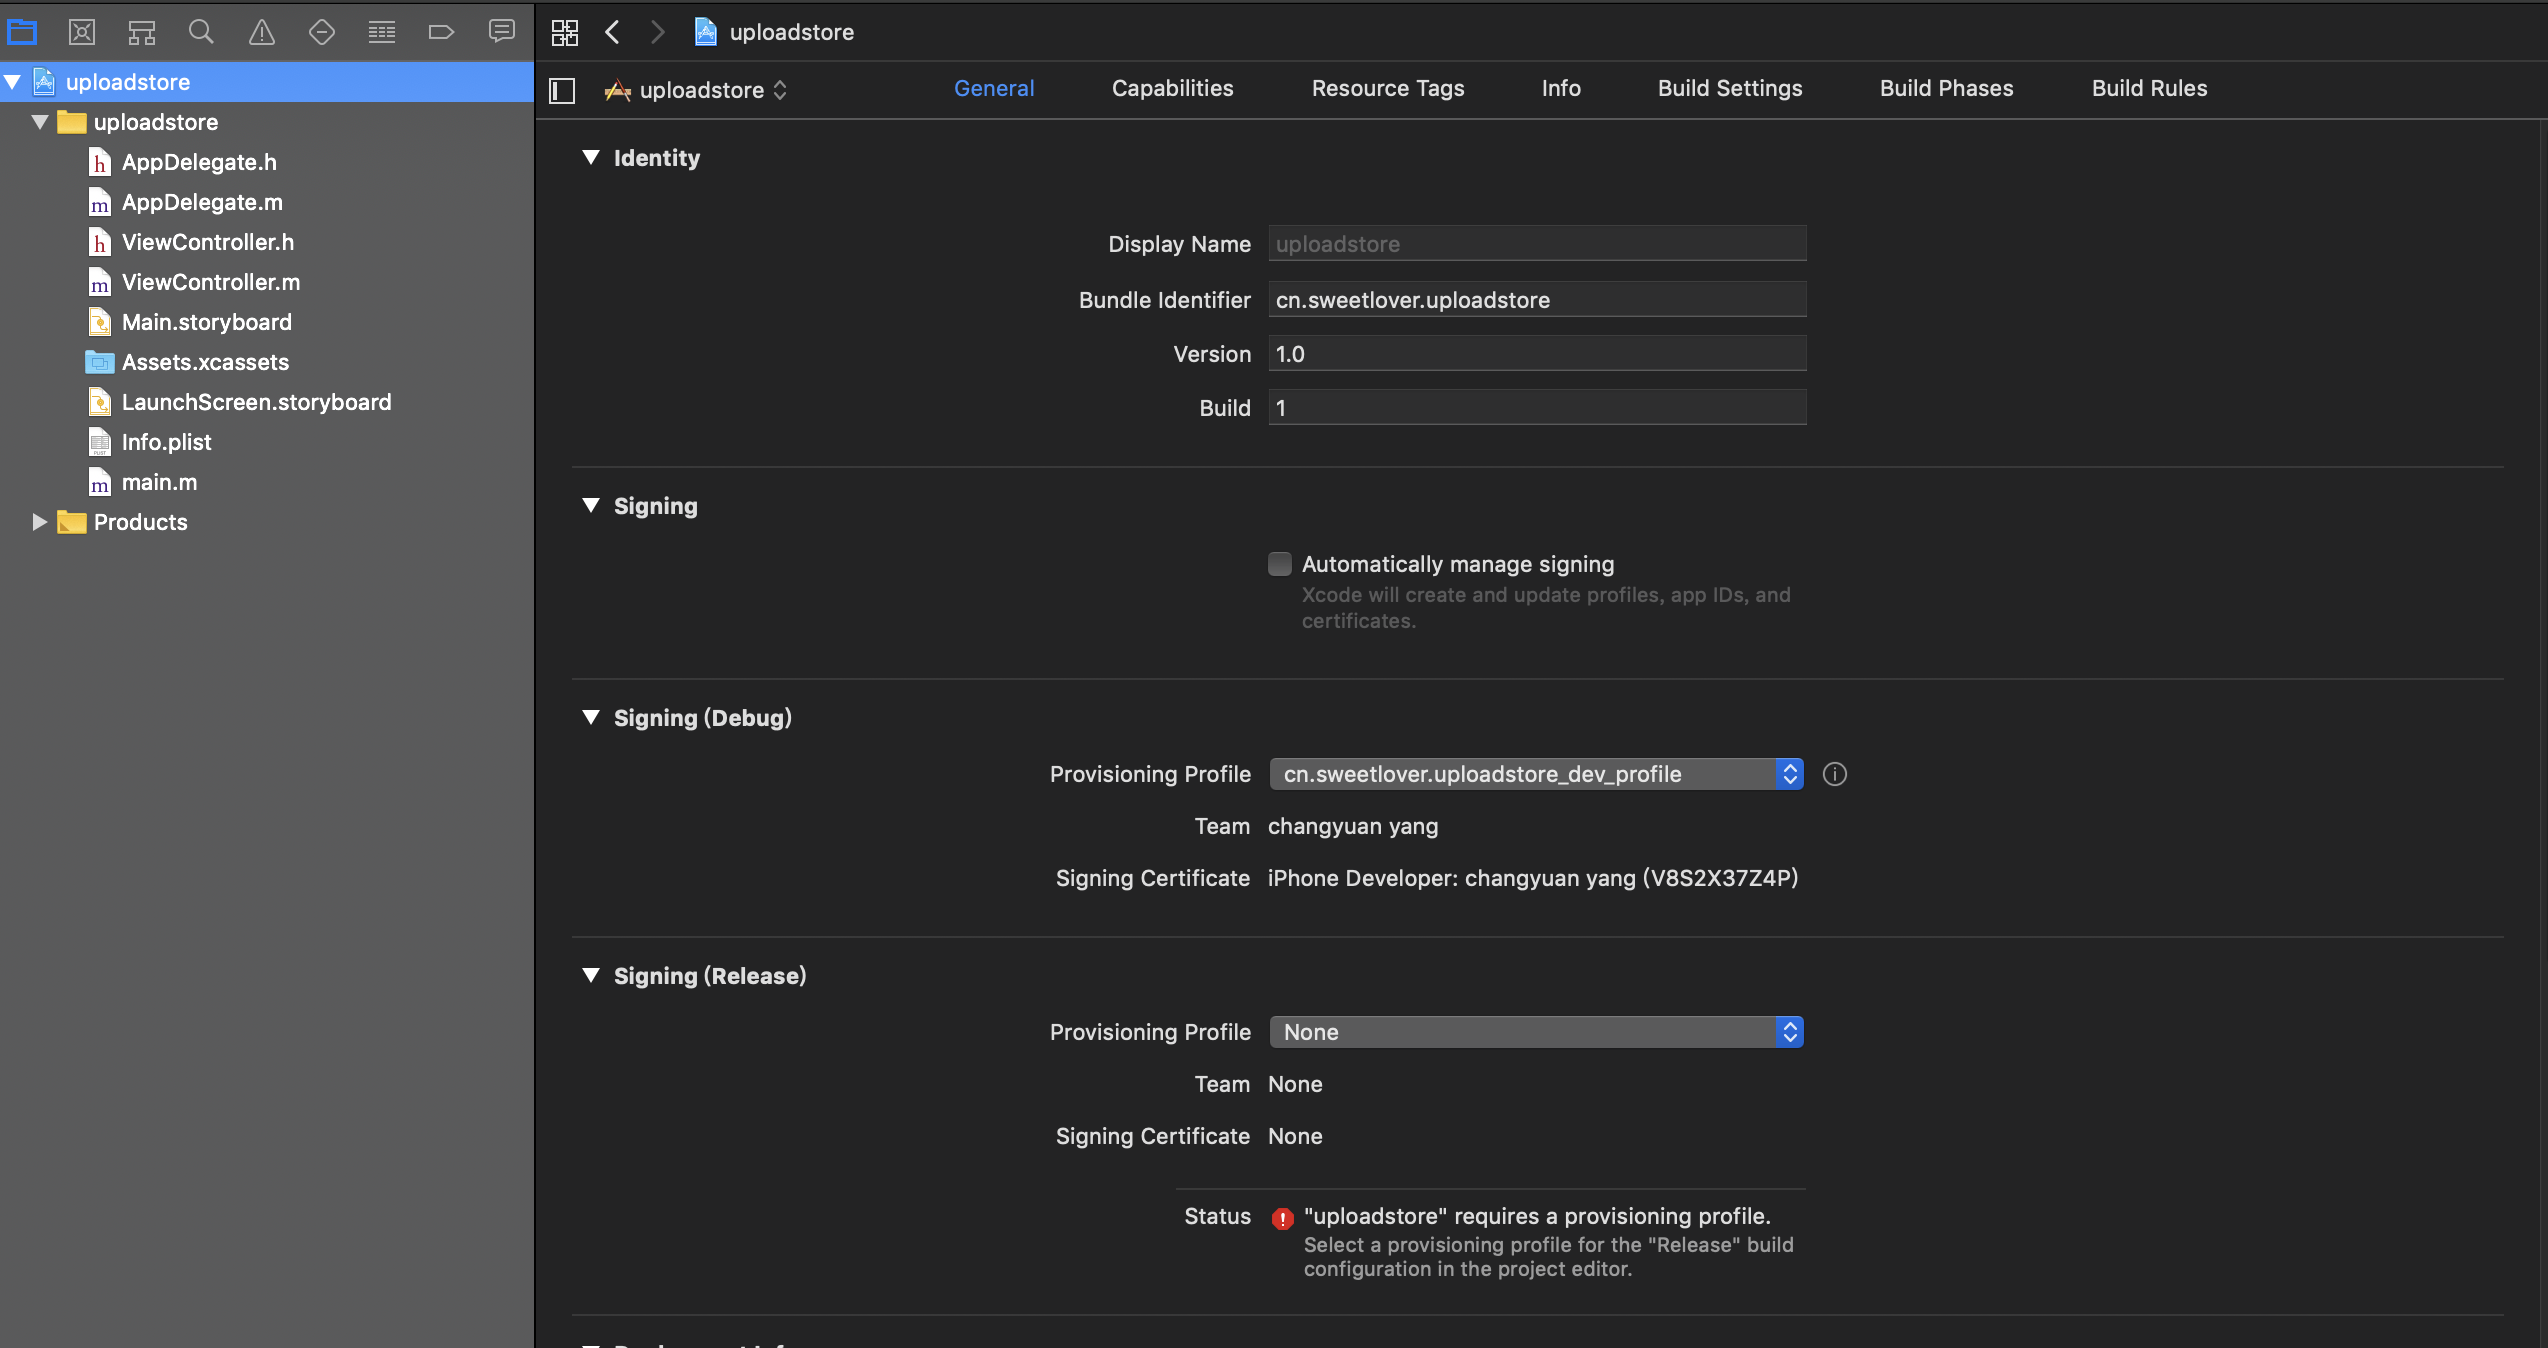 uploadstore
uploadstore
AppDelegate.h
AppDelegate.m
ViewController.h
ViewController.m
Main.storyboard
Assets.xcassets
LaunchScreen.storyboard
Info.plist
main.m
Products
uploadstore
uploadstore General Capabilities Resource Tags Info Build Settings Build Phases Build Rules
Identity
Display Name uploadstore
Bundle Identifier cn.sweetlover.uploadstore
Version 1.0
Build 1
Signing
Automatically manage signing
Xcode will create and update profiles, app IDs, and
certificates.
Signing (Debug)
Provisioning Profile cn.sweetlover.uploadstore_dev_profile
Team changyuan yang
Signing Certificate iPhone Developer: changyuan yang (V8S2X37Z4P)
Signing (Release)
Provisioning Profile None
Team None
Signing Certificate None
Status "uploadstore" requires a provisioning profile.
Select a provisioning profile for the "Release" build
configuration in the project editor.